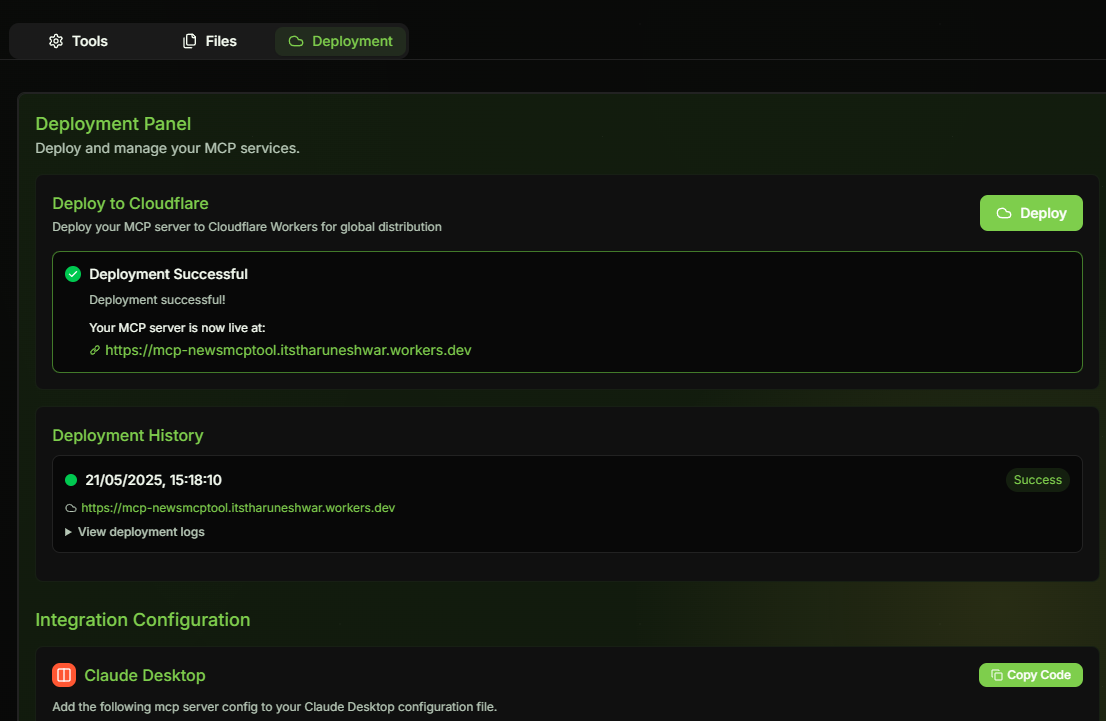 Tools Files Deployment
Deployment Panel
Deploy and manage your MCP services.
Deploy to Cloudflare
Deploy your MCP server to Cloudflare Workers for global distribution
Deploy
Deployment Successful
Deployment successful!
Your MCP server is now live at:
https://mcp-newsmcptool.itstharuneshwar.workers.dev
Deployment History
21/05/2025, 15:18:10
Success
https://mcp-newsmcptool.itstharuneshwar.workers.dev
View deployment logs
Integration Configuration
Claude Desktop
Copy Code
Add the following mcp server config to your Claude Desktop configuration file.